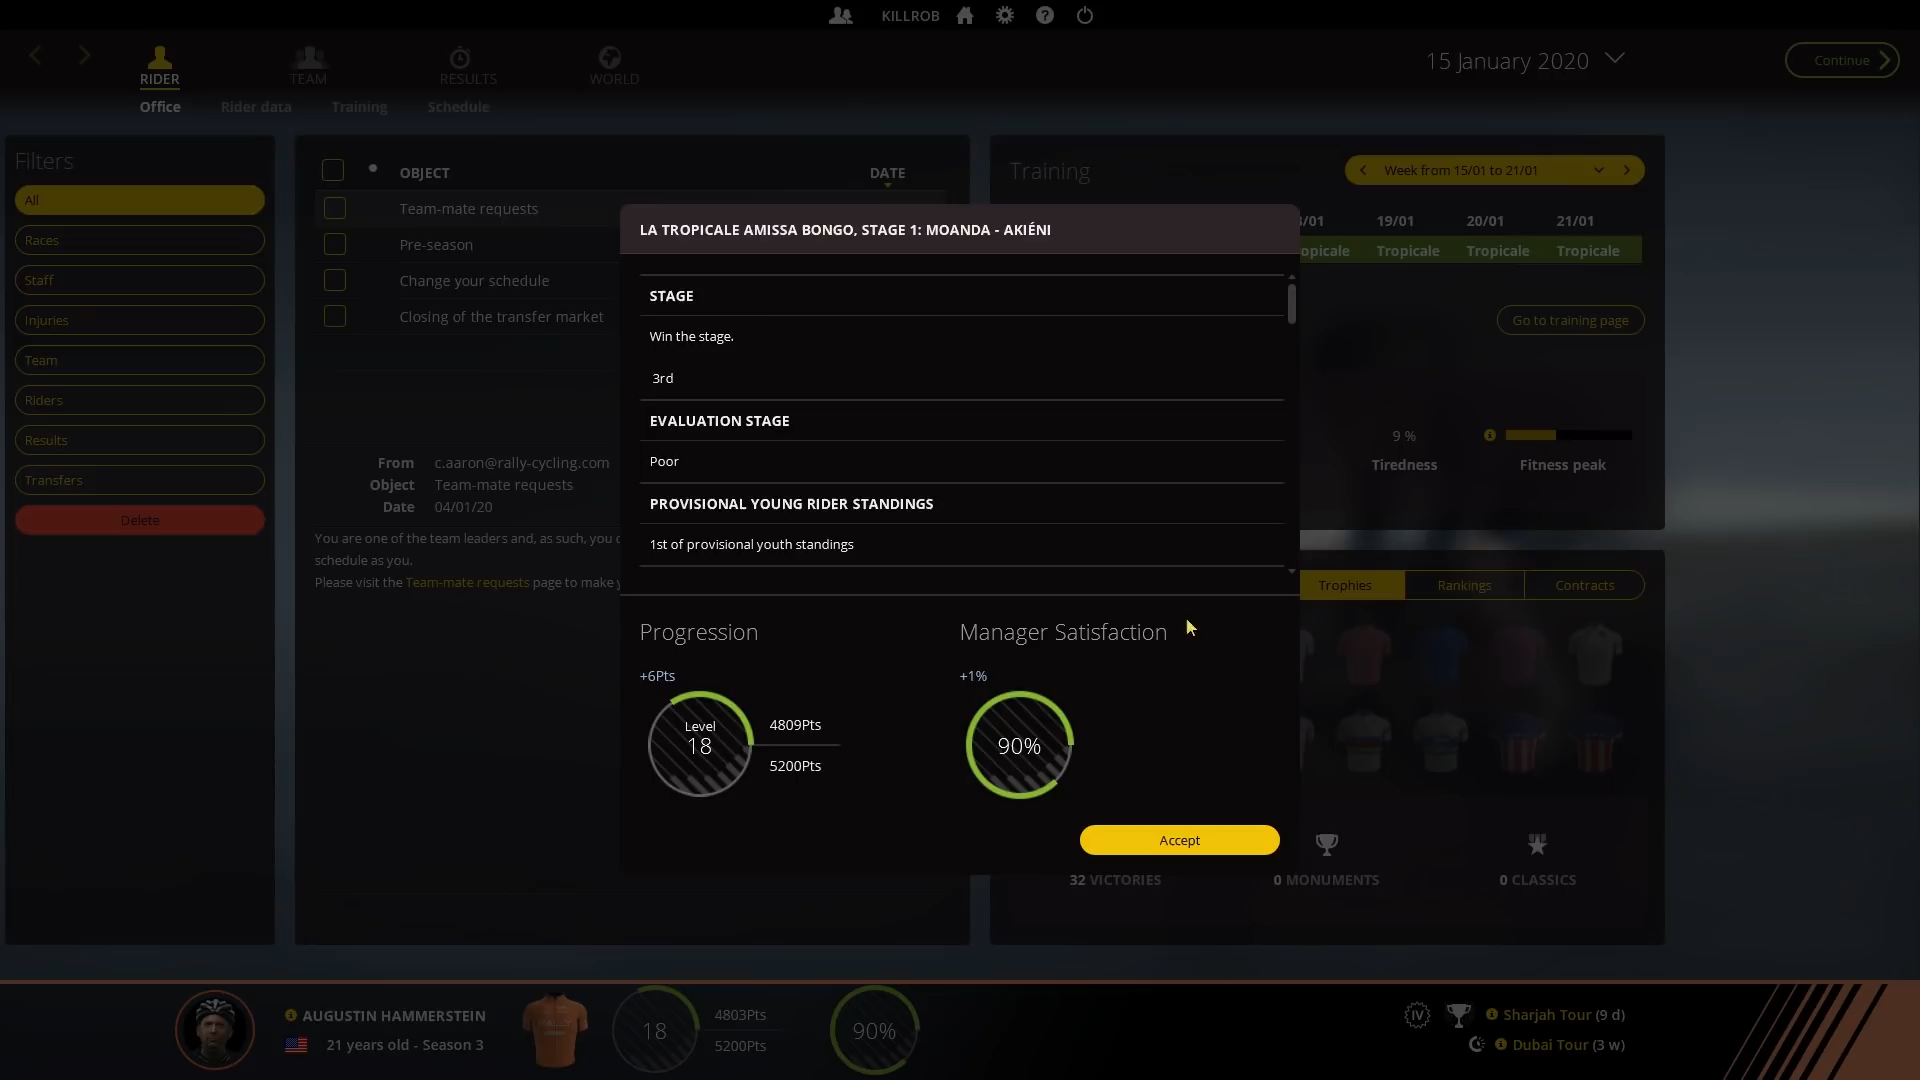 KILLROB
RIDER
TEAM
RESULTS
WORLD
15 January 2020
Continue
Office
Rider data
Training
Schedule
Filters
All
Races
Staff
Injuries
Team
Riders
Results
Transfers
Delete
OBJECT
DATE
Team-mate requests
Pre-season
Change your schedule
Closing of the transfer market
From c.aaron@rally-cycling.com
Object Team-mate requests
Date 04/01/20
You are one of the team leaders and, as such, you
schedule as you.
Please visit the Team-mate requests page to make
Training
Week from 15/01 to 21/01
/01 19/01 20/01 21/01
opicale Tropicale Tropicale Tropicale
Go to training page
9 %
Tiredness
Fitness peak
Trophies
Rankings
Contracts
32 VICTORIES
0 MONUMENTS
0 CLASSICS
LA TROPICALE AMISSA BONGO, STAGE 1: MOANDA - AKIÉNI
STAGE
Win the stage.
3rd
EVALUATION STAGE
Poor
PROVISIONAL YOUNG RIDER STANDINGS
1st of provisional youth standings
Progression
+6Pts
Level
18
4809Pts
5200Pts
Manager Satisfaction
+1%
90%
Accept
AUGUSTIN HAMMERSTEIN
21 years old - Season 3
RALLY
18
4803Pts
5200Pts
90%
IV
Sharjah Tour (9 d)
Dubai Tour (3 w)